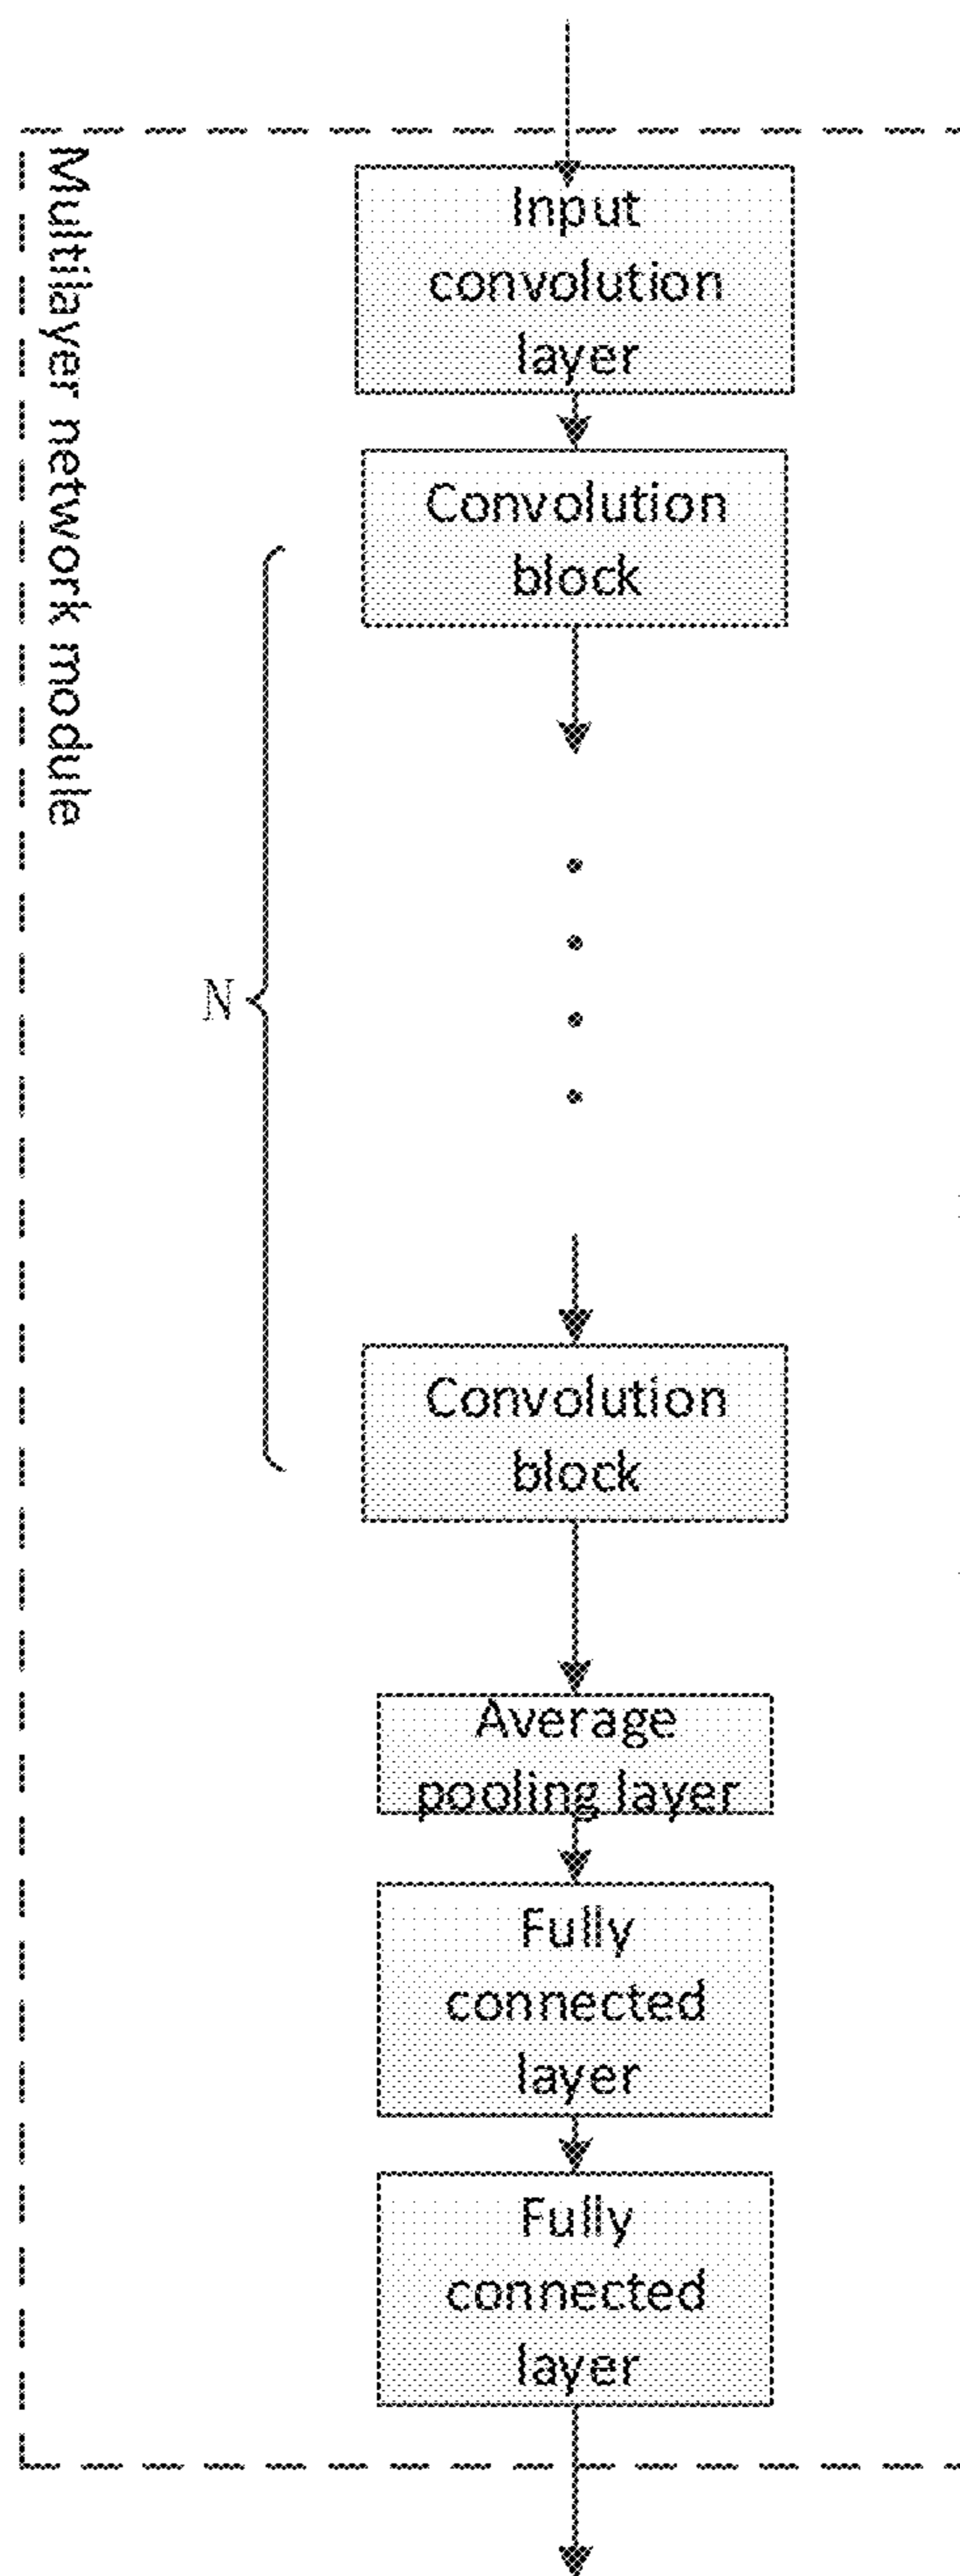 Multilayer network module
Input
convolution
layer
Convolution
block
N
Convolution
block
Average
pooling layer
Fully
connected
layer
Fully
connected
layer